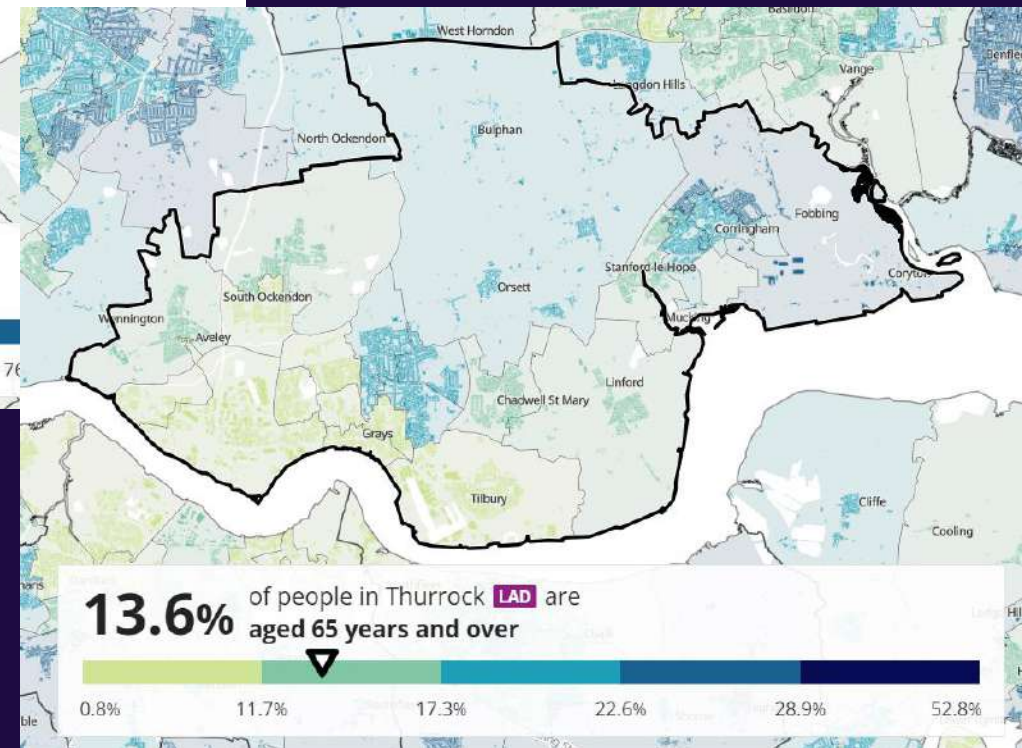 Basildon
West Horndon
Benfleet
Vange
Langdon Hills
Bulphan
North Ockendon
Fobbing
Corringham
Stanford-le-Hope
Coryton
Orsett
South Ockendon
Mucking
Wennington
Aveley
76
Linford
Chadwell St Mary
Grays
Tilbury
Cliffe
Cooling
13.6% of people in Thurrock LAD are
aged 65 years and over
0.8% 11.7% 17.3% 22.6% 28.9% 52.8%